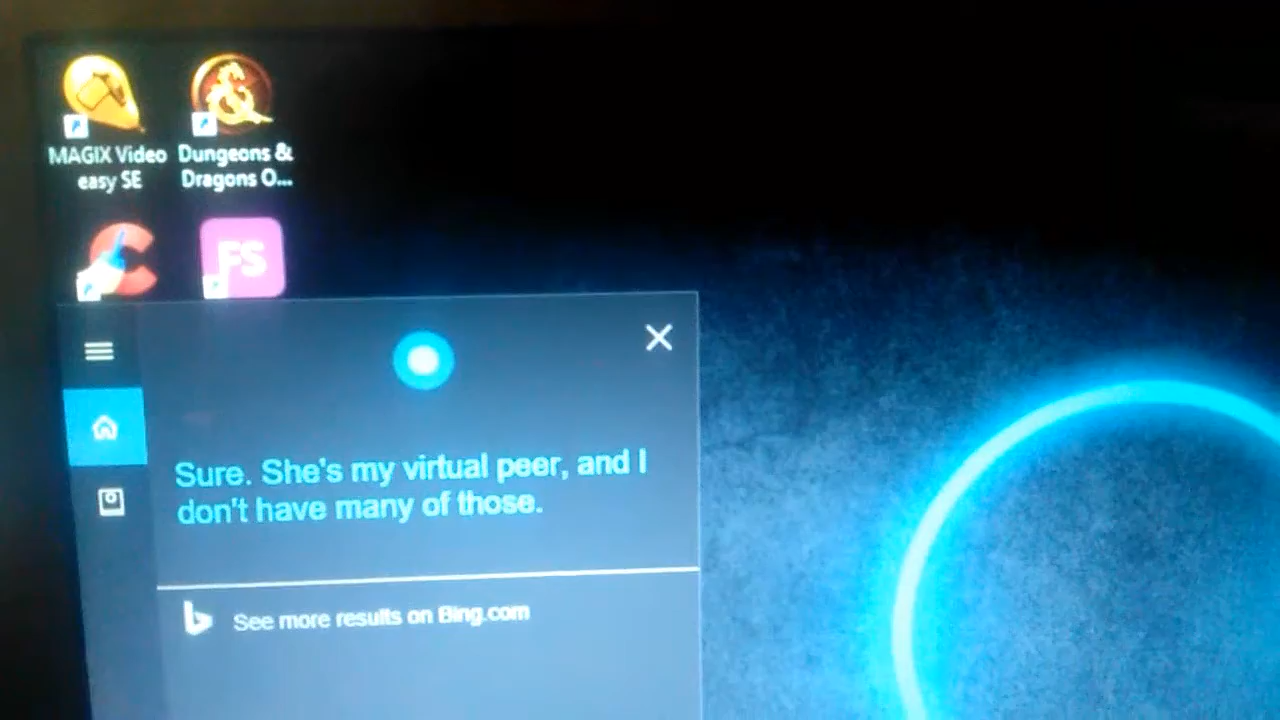 MAGIX Video
easy SE
Dungeons &
Dragons O...
FS
Sure. She's my virtual peer, and I
don't have many of those.
See more results on Bing.com